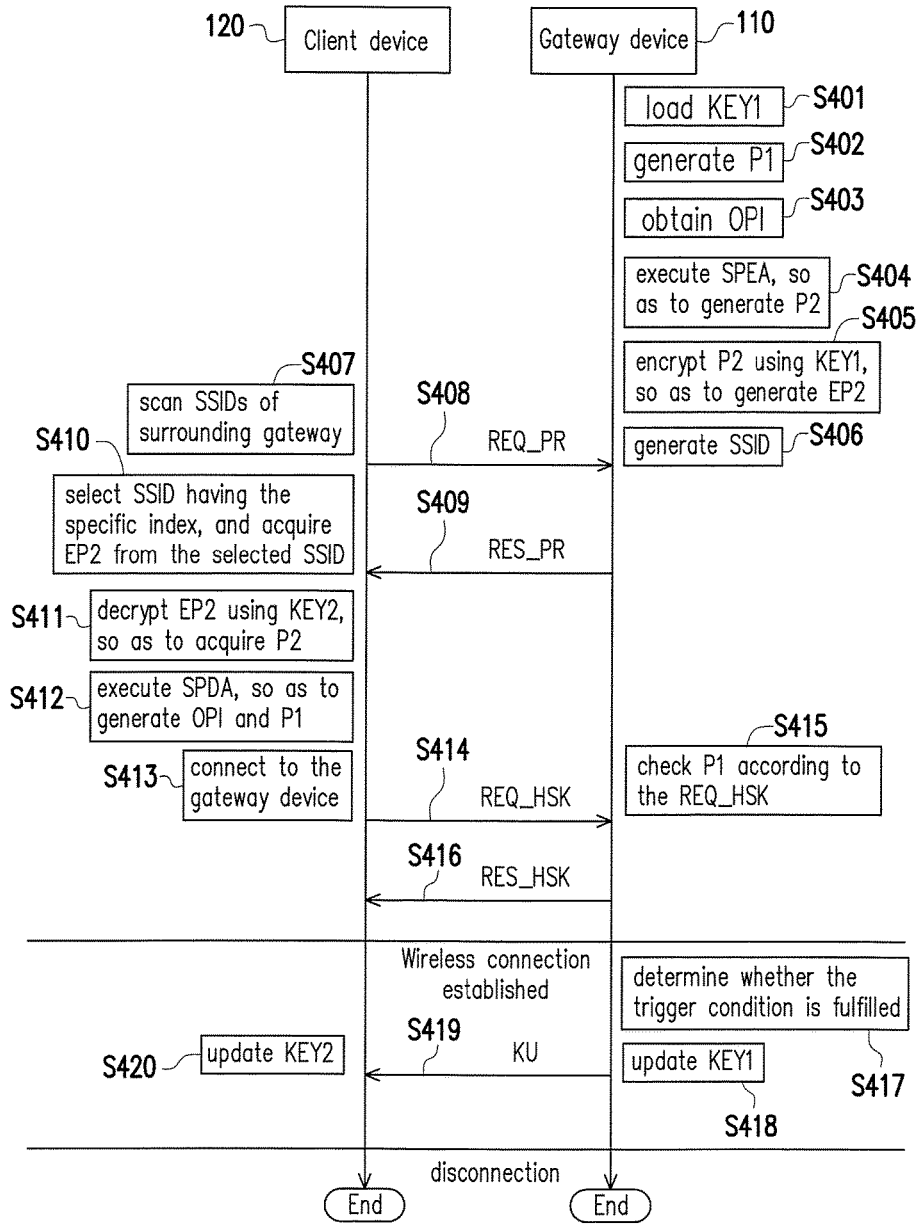 120
Client device
Gateway device
110
load KEY1
S401
generate P1
S402
obtain OPI
S403
execute SPEA, so
as to generate P2
S404
S405
encrypt P2 using KEY1,
so as to generate EP2
S407
scan SSIDs of
surrounding gateway
S408
REQ_PR
generate SSID
S406
S410
select SSID having the
specific index, and acquire
EP2 from the selected SSID
S409
RES_PR
S411
decrypt EP2 using KEY2,
so as to acquire P2
S412
execute SPDA, so as to
generate OPI and P1
S413
connect to the
gateway device
S414
REQ_HSK
S415
check P1 according to
the REQ_HSK
S416
RES_HSK
Wireless connection
established
determine whether the
trigger condition is fulfilled
S417
S420
update KEY2
S419
KU
update KEY1
S418
disconnection
End
End